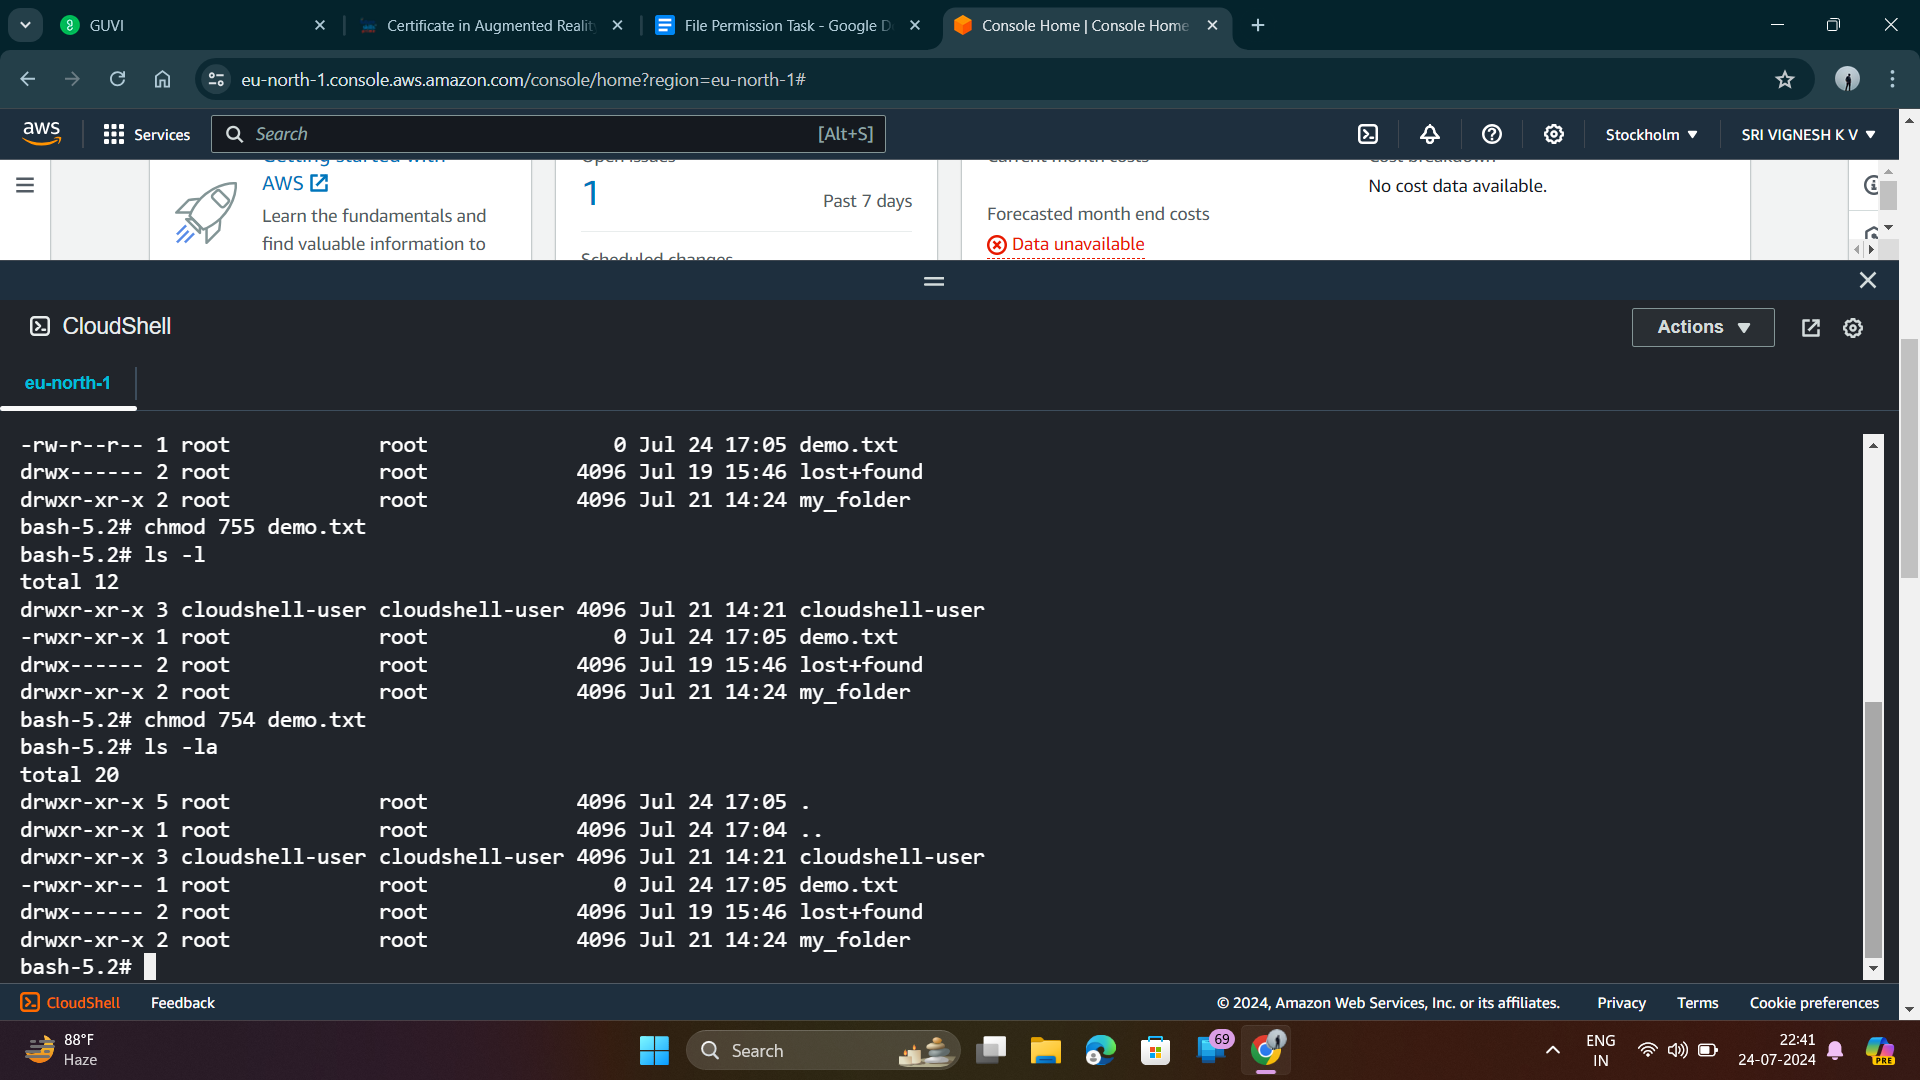 GUVI
Certificate in Augmented Realit
File Permission Task - Google D
Console Home | Console Home
eu-north-1.console.aws.amazon.com/console/home?region=eu-north-1#
aws
Services
Search
[Alt+S]
Stockholm
SRI VIGNESH K V
Getting started with
AWS
Learn the fundamentals and
find valuable information to
Open issues
1
Past 7 days
Scheduled changes
Current month costs
Forecasted month end costs
Data unavailable
Cost breakdown
No cost data available.
CloudShell
Actions
eu-north-1
-rw-r--r-- 1 root            root               0 Jul 24 17:05 demo.txt
drwx------ 2 root            root            4096 Jul 19 15:46 lost+found
drwxr-xr-x 2 root            root            4096 Jul 21 14:24 my_folder
bash-5.2# chmod 755 demo.txt
bash-5.2# ls -l
total 12
drwxr-xr-x 3 cloudshell-user cloudshell-user 4096 Jul 21 14:21 cloudshell-user
-rwxr-xr-x 1 root            root               0 Jul 24 17:05 demo.txt
drwx------ 2 root            root            4096 Jul 19 15:46 lost+found
drwxr-xr-x 2 root            root            4096 Jul 21 14:24 my_folder
bash-5.2# chmod 754 demo.txt
bash-5.2# ls -la
total 20
drwxr-xr-x 5 root            root            4096 Jul 24 17:05 .
drwxr-xr-x 1 root            root            4096 Jul 24 17:04 ..
drwxr-xr-x 3 cloudshell-user cloudshell-user 4096 Jul 21 14:21 cloudshell-user
-rwxr-xr-- 1 root            root               0 Jul 24 17:05 demo.txt
drwx------ 2 root            root            4096 Jul 19 15:46 lost+found
drwxr-xr-x 2 root            root            4096 Jul 21 14:24 my_folder
bash-5.2#
CloudShell
Feedback
© 2024, Amazon Web Services, Inc. or its affiliates.
Privacy
Terms
Cookie preferences
88°F
Haze
Search
69
ENG
IN
22:41
24-07-2024
PRE